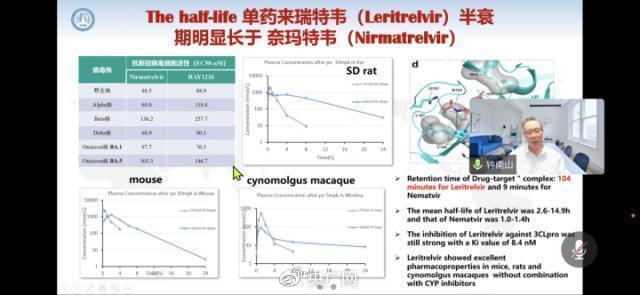 The half-life 单药来瑞特韦（Leritrelvir）半衰
期明显长于 奈玛特韦（Nirmatrelvir）
病毒株
抗新冠病毒细胞活性（EC50-nM）
Nirmatrelvir RAY1216
野生株 88.5 88.9
Alpha株 69.0 119.4
Beta株 136.2 257.7
Delta株 68.9 90.3
Omicron株 BA.1 97.7 76.3
Omicron株 BA.5 103.3 146.7
Plasma Concentration after po 30mpk in Rat
SD rat
Concentration (nmol/L)
Time(h)
d
钟南山
mouse
Plasma Concentration after po 30mpk in Mouse
Concentration (nmol/L)
Time(h)
cynomolgus macaque
Plasma Concentration after po 5mpk in Monkey
Concentration (nmol/L)
Time(h)
Retention time of Drug-target " complex: 104
minutes for Leritrelvir and 9 minutes for
Nematvir
The mean half-life of Leritrelvir was 2.6-14.9h
and that of Nematvir was 1.0-1.4h
The inhibition of Leritrelvir against 3CLpro was
still strong with a Ki value of 8.4 nM
Leritrelvir showed excellent
pharmacoproperties in mice, rats and
cynomolgus macaques without combination
with CYP inhibitors
央广网